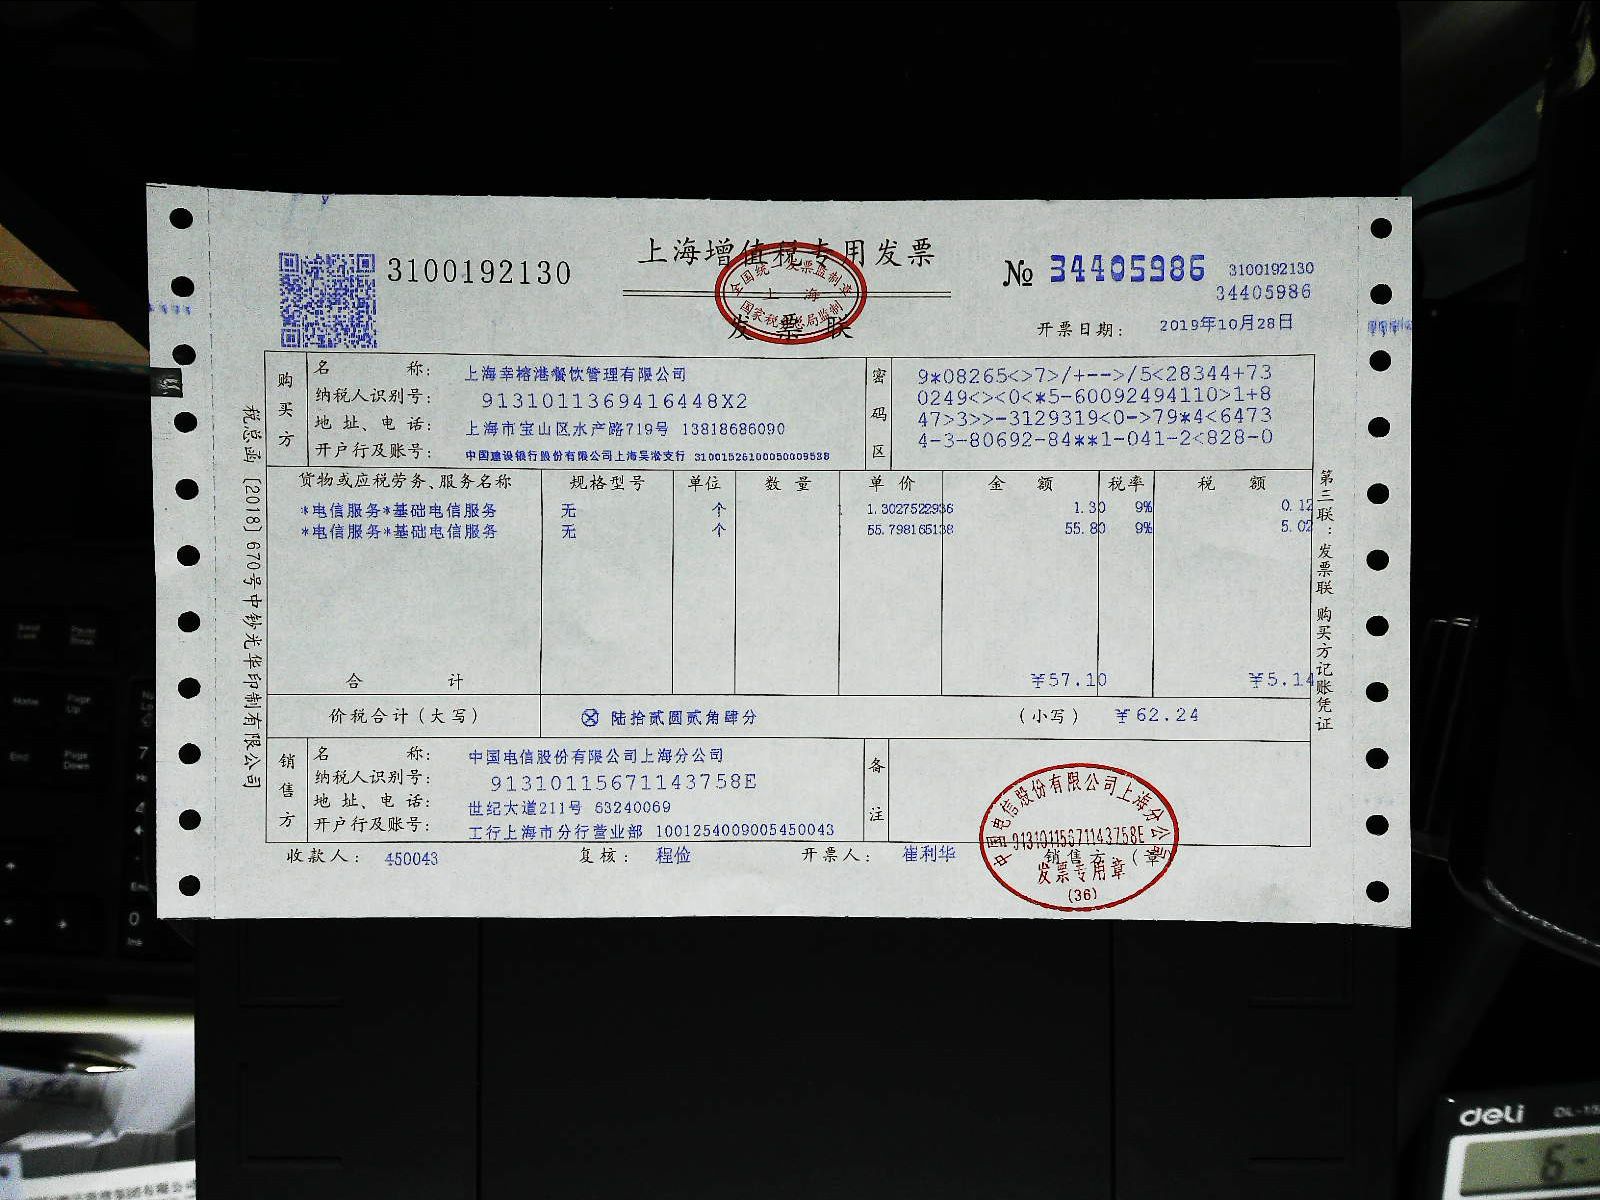 上海增值税专用发票
3100192130
No 34405986
3100192130
34405986
全国统一发票监制章
上海
国家税务总局监制
发票联
开票日期: 2019年10月28日
购买方
名称: 上海幸榕港餐饮管理有限公司
纳税人识别号: 9131011369416448X2
地址、电话: 上海市宝山区水产路719号 13818686090
开户行及账号: 中国建设银行股份有限公司上海吴淞支行 31001526100050009538
密码区
9*08265<>7>/+-->/5<28344+73
0249<><0<*5-60092494110>1+8
47>3>>-3129319<0->79*4<6473
4-3-80692-84**1-041-2<828-0
货物或应税劳务、服务名称 规格型号 单位 数量 单价 金额 税率 税额
*电信服务*基础电信服务 无 个 1.3027522936 1.30 9% 0.12
*电信服务*基础电信服务 无 个 55.798165138 55.80 9% 5.02
合计 ¥57.10 ¥5.14
价税合计(大写) ⊗ 陆拾贰圆贰角肆分 (小写) ¥62.24
销售方
名称: 中国电信股份有限公司上海分公司
纳税人识别号: 91310115671143758E
地址、电话: 世纪大道211号 63240069
开户行及账号: 工行上海市分行营业部 1001254009005450043
备注
收款人: 450043 复核: 程俭 开票人: 崔利华 销售方:(章)
中国电信股份有限公司上海分公司
91310115671143758E
发票专用章
(36)
税总函[2018]670号中钞光华印制有限公司
第三联:发票联 购买方记账凭证
deli